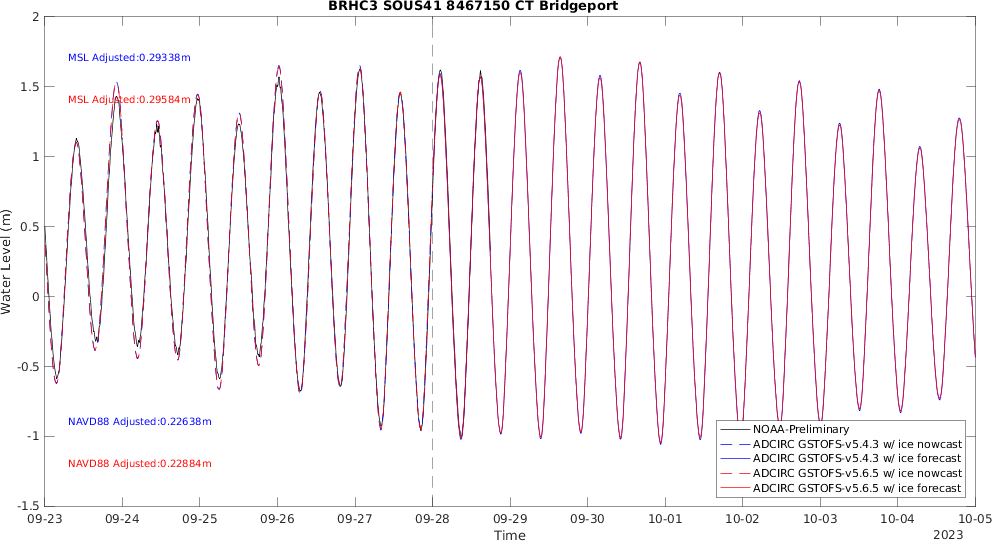 BRHC3 SOUS41 8467150 CT Bridgeport
2
1.5
1
0.5
0
-0.5
-1
-1.5
Water Level (m)
MSL Adjusted:0.29338m
MSL Adjusted:0.29584m
NAVD88 Adjusted:0.22638m
NAVD88 Adjusted:0.22884m
NOAA-Preliminary
ADCIRC GSTOFS-v5.4.3 w/ ice nowcast
ADCIRC GSTOFS-v5.4.3 w/ ice forecast
ADCIRC GSTOFS-v5.6.5 w/ ice nowcast
ADCIRC GSTOFS-v5.6.5 w/ ice forecast
09-23 09-24 09-25 09-26 09-27 09-28 09-29 09-30 10-01 10-02 10-03 10-04 10-05
Time
2023